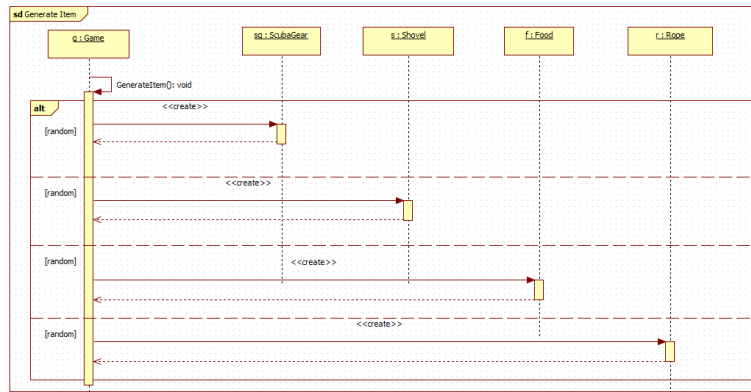 sd Generate Item
g : Game
sg : ScubaGear
s : Shovel
f : Food
r : Rope
GenerateItem(): void
alt
<<create>>
[random]
<<create>>
[random]
<<create>>
[random]
<<create>>
[random]